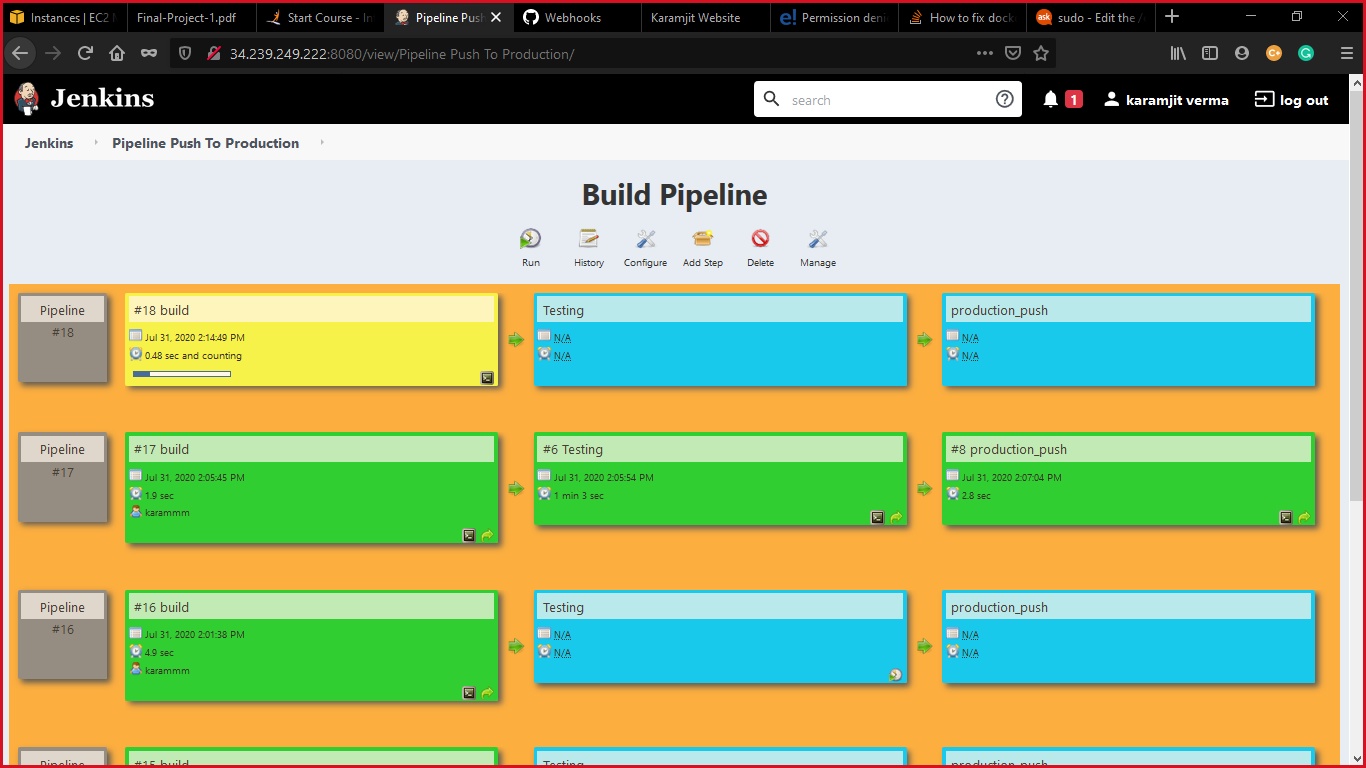 Instances | EC2 M
Final-Project-1.pdf
Start Course - In
Pipeline Push
Webhooks
Karamjit Website
Permission deni
How to fix dock
sudo - Edit the /
34.239.249.222:8080/view/Pipeline Push To Production/
Jenkins
search
1
karamjit verma
log out
Jenkins
Pipeline Push To Production
Build Pipeline
Run
History
Configure
Add Step
Delete
Manage
Pipeline
#18
#18 build
Jul 31, 2020 2:14:49 PM
0.48 sec and counting
Testing
N/A
N/A
production_push
N/A
N/A
Pipeline
#17
#17 build
Jul 31, 2020 2:05:45 PM
1.9 sec
karammm
#6 Testing
Jul 31, 2020 2:05:54 PM
1 min 3 sec
#8 production_push
Jul 31, 2020 2:07:04 PM
2.8 sec
Pipeline
#16
#16 build
Jul 31, 2020 2:01:38 PM
4.9 sec
karammm
Testing
N/A
N/A
production_push
N/A
N/A
Pipeline
#15 build
Testing
production_push